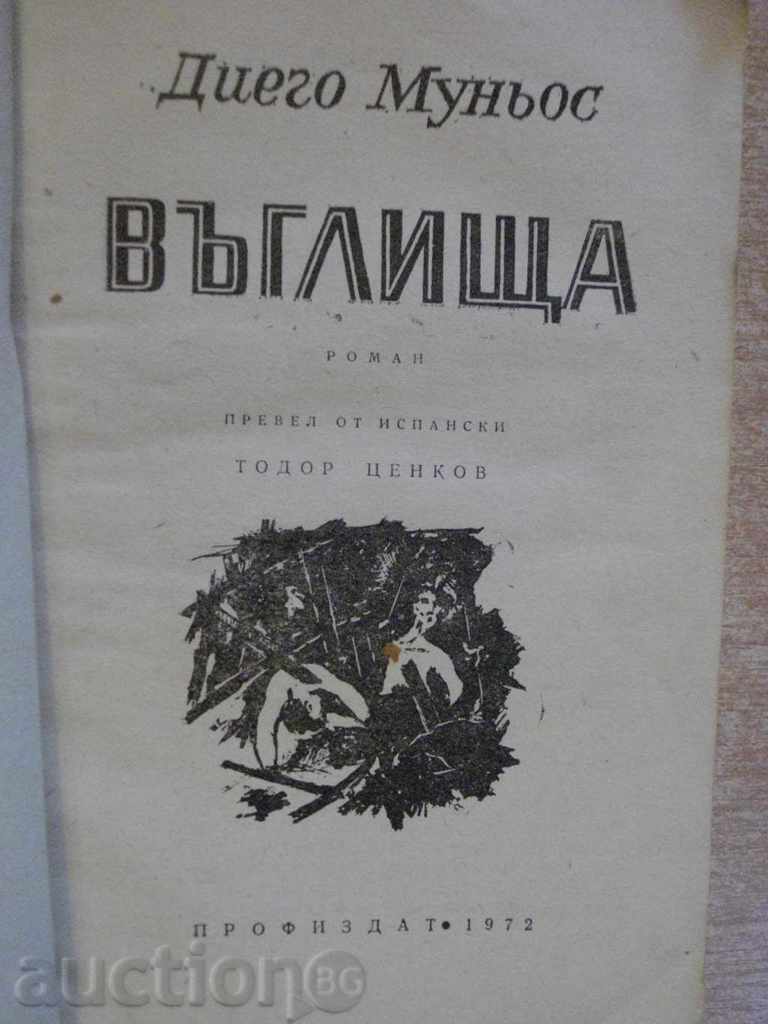 Диего Муньос
ВЪГЛИЩА
РОМАН
ПРЕВЕЛ ОТ ИСПАНСКИ
ТОДОР ЦЕНКОВ
ПРОФИЗДАТ • 1972
auction BG